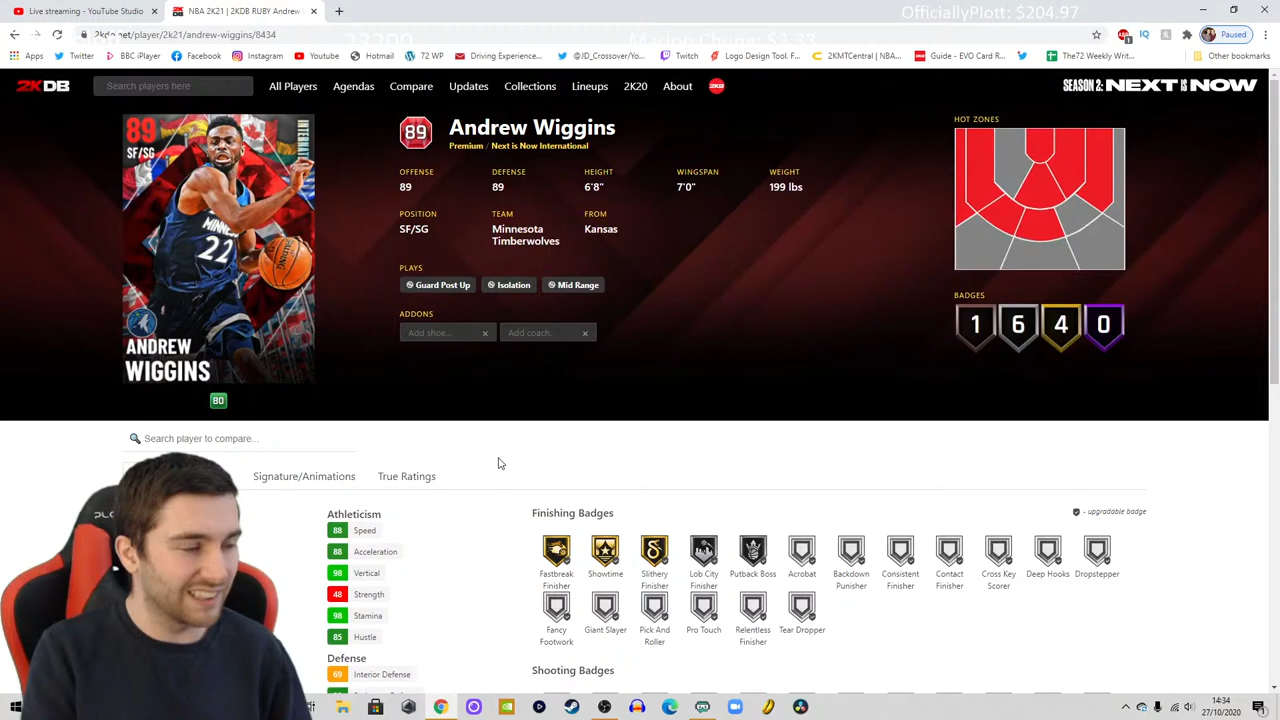 Live streaming - YouTube Studio
NBA 2K21 | 2KDB RUBY Andrew
OfficiallyPlott: $204.97
2kdb.net/player/2k21/andrew-wiggins/8434
Paused
Apps Twitter BBC iPlayer Facebook Instagram Youtube Hotmail 72 WP Driving Experience... @JD_Crossover/Yo... Twitch Logo Design Tool. F... 2KMTCentral | NBA... Guide - EVO Card R... The72 Weekly Writ... Other bookmarks
2KDB
Search players here
All Players Agendas Compare Updates Collections Lineups 2K20 About
SEASON 2: NEXT IS NOW
89
SF/SG
MINNESOTA
22
ANDREW
WIGGINS
80
89
Andrew Wiggins
Premium / Next is Now International
OFFENSE DEFENSE HEIGHT WINGSPAN WEIGHT
89 89 6'8" 7'0" 199 lbs
POSITION TEAM FROM
SF/SG Minnesota Timberwolves Kansas
PLAYS
Guard Post Up Isolation Mid Range
ADDONS
Add shoe... × Add coach. ×
HOT ZONES
BADGES
1 6 4 0
Search player to compare...
Signature/Animations True Ratings
- upgradable badge
Athleticism
88 Speed
88 Acceleration
98 Vertical
48 Strength
98 Stamina
85 Hustle
Defense
69 Interior Defense
Finishing Badges
Fastbreak Finisher Showtime Slithery Finisher Lob City Finisher Putback Boss Acrobat Backdown Punisher Consistent Finisher Contact Finisher Cross Key Scorer Deep Hooks Dropstepper
Fancy Footwork Giant Slayer Pick And Roller Pro Touch Relentless Finisher Tear Dropper
Shooting Badges
14:34
27/10/2020